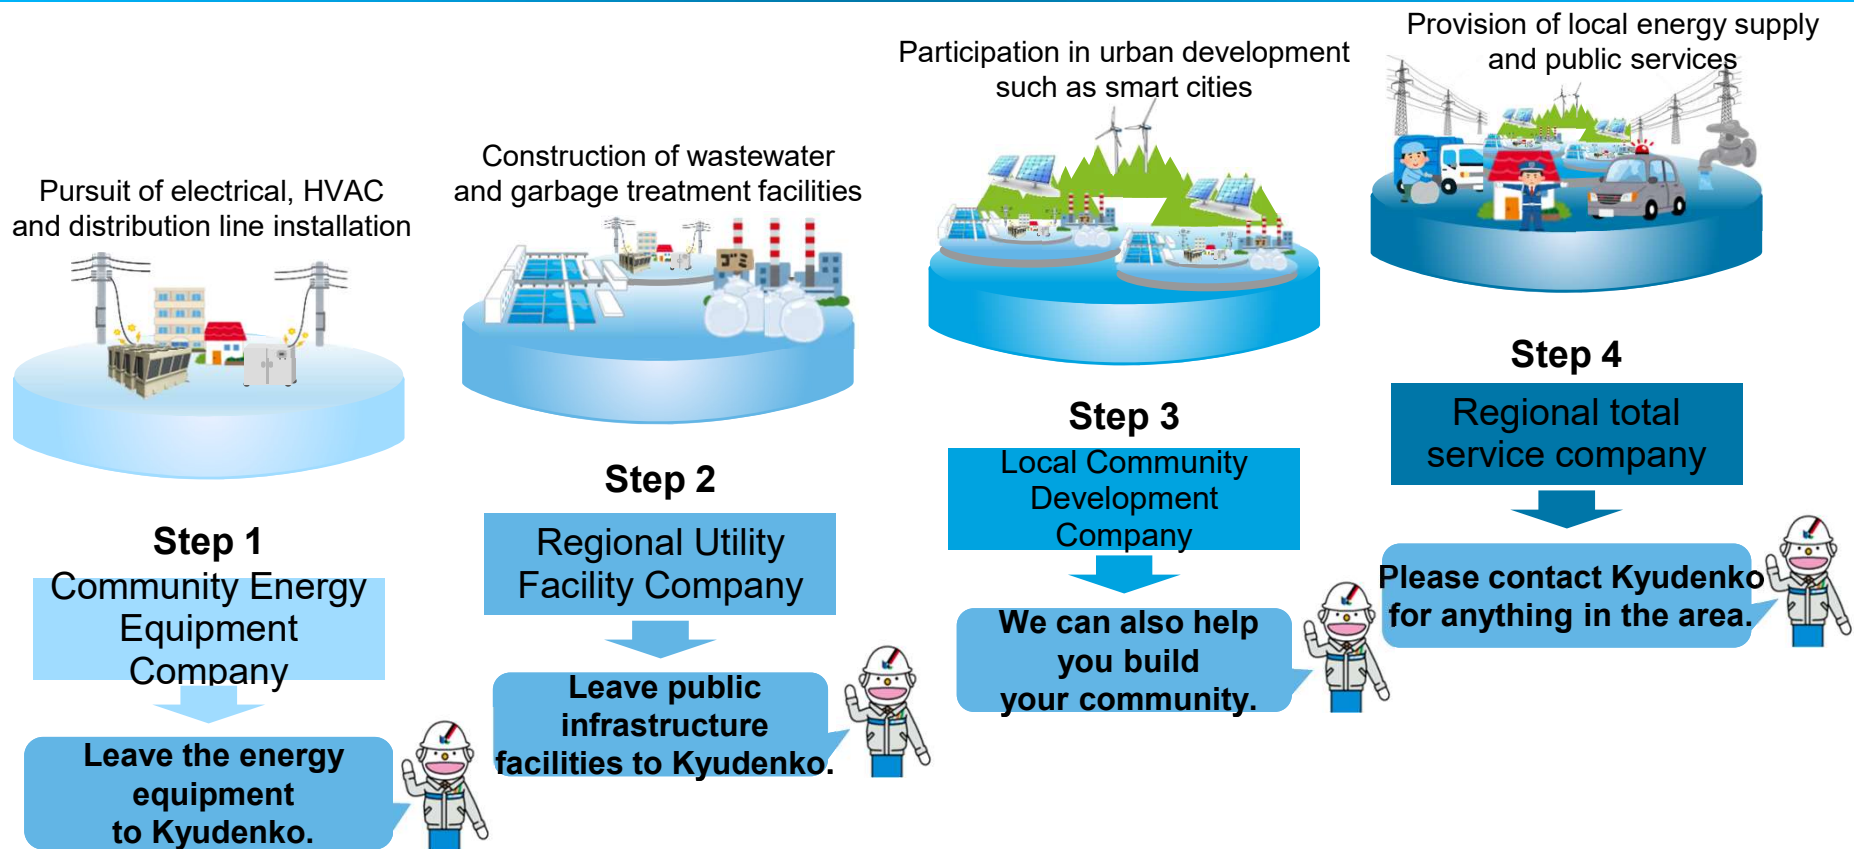 Pursuit of electrical, HVAC
and distribution line installation
Step 1
Community Energy
Equipment
Company
Leave the energy
equipment
to Kyudenko.
Construction of wastewater
and garbage treatment facilities
ゴミ
Step 2
Regional Utility
Facility Company
Leave public
infrastructure
facilities to Kyudenko.
Participation in urban development
such as smart cities
Step 3
Local Community
Development
Company
We can also help
you build
your community.
Provision of local energy supply
and public services
Step 4
Regional total
service company
Please contact Kyudenko
for anything in the area.